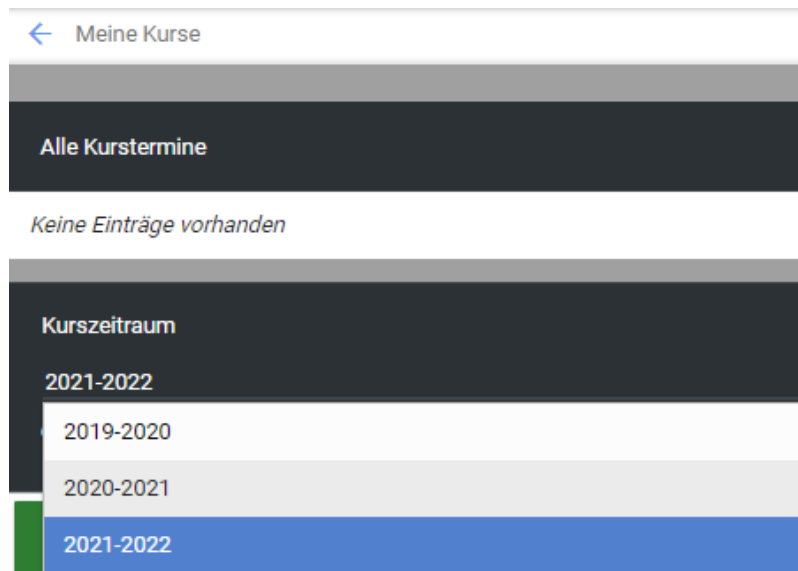 Meine Kurse
Alle Kurstermine
Keine Einträge vorhanden
Kurszeitraum
2021-2022
2019-2020
2020-2021
2021-2022